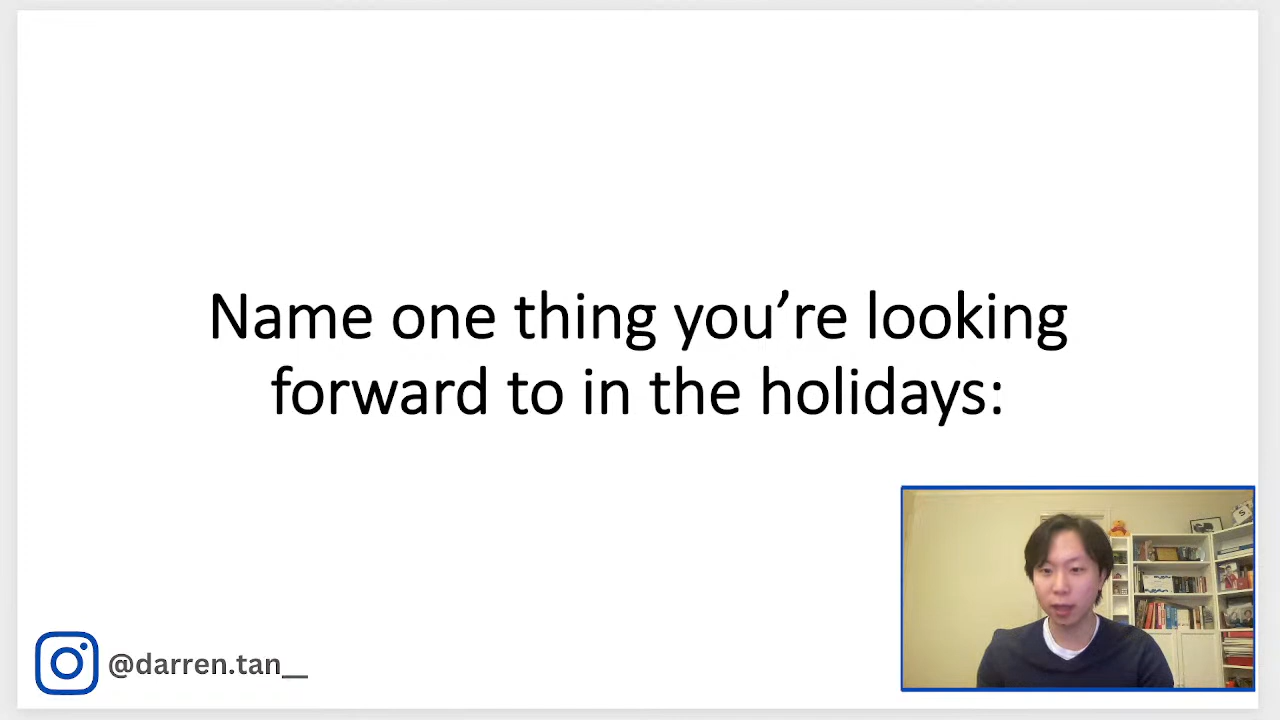 Name one thing you’re looking
forward to in the holidays:
@darren.tan__